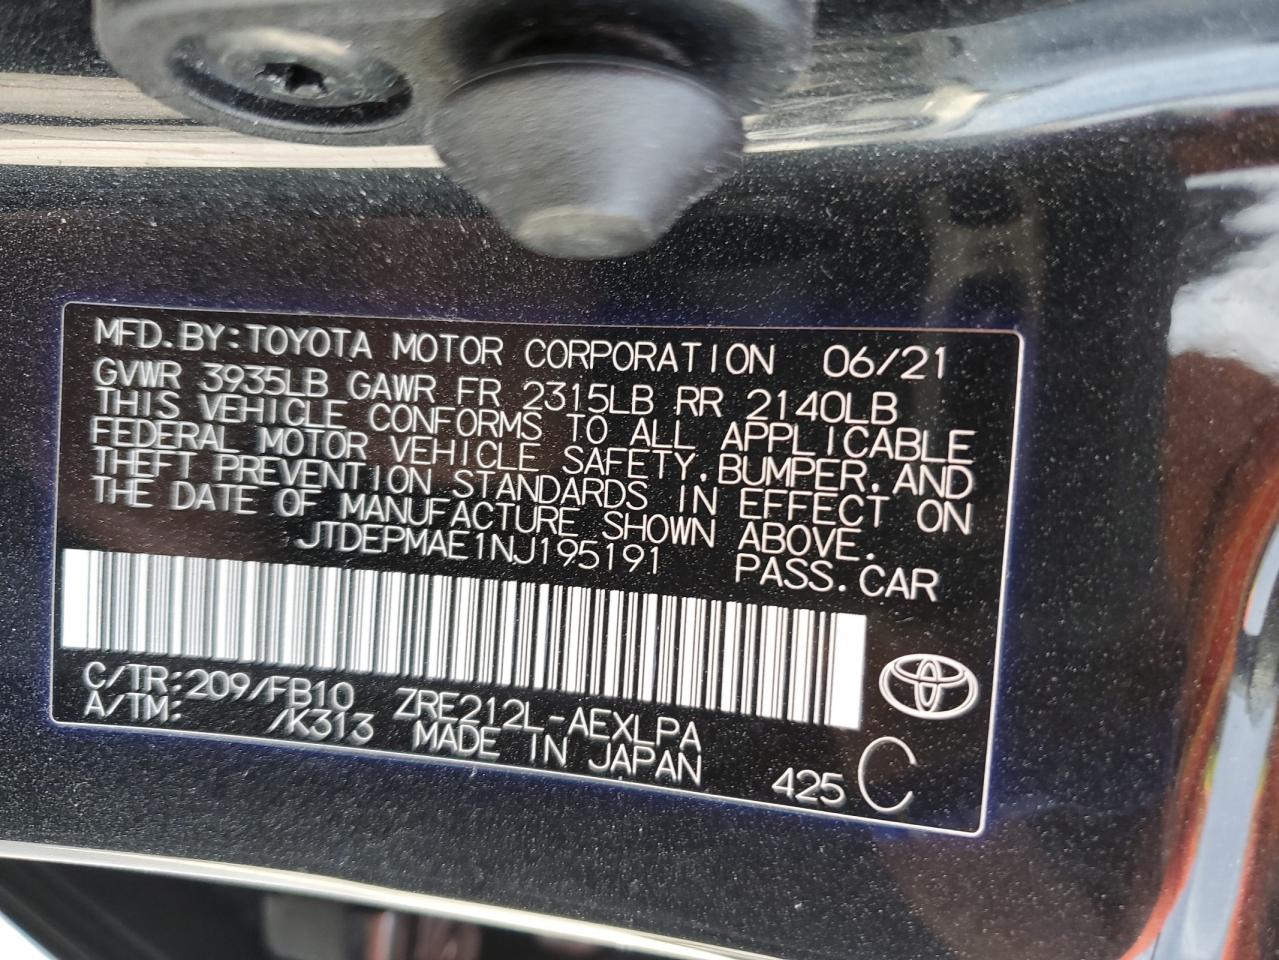 MFD.BY:TOYOTA MOTOR CORPORATION 06/21
GVWR 3935LB GAWR FR 2315LB RR 2140LB
THIS VEHICLE CONFORMS TO ALL APPLICABLE
FEDERAL MOTOR VEHICLE SAFETY,BUMPER,AND
THEFT PREVENTION STANDARDS IN EFFECT ON
THE DATE OF MANUFACTURE SHOWN ABOVE.
JTDEPMAE1NJ195191 PASS.CAR
C/TR:209/FB10 ZRE212L-AEXLPA
A/TM: /K313 MADE IN JAPAN
425 C